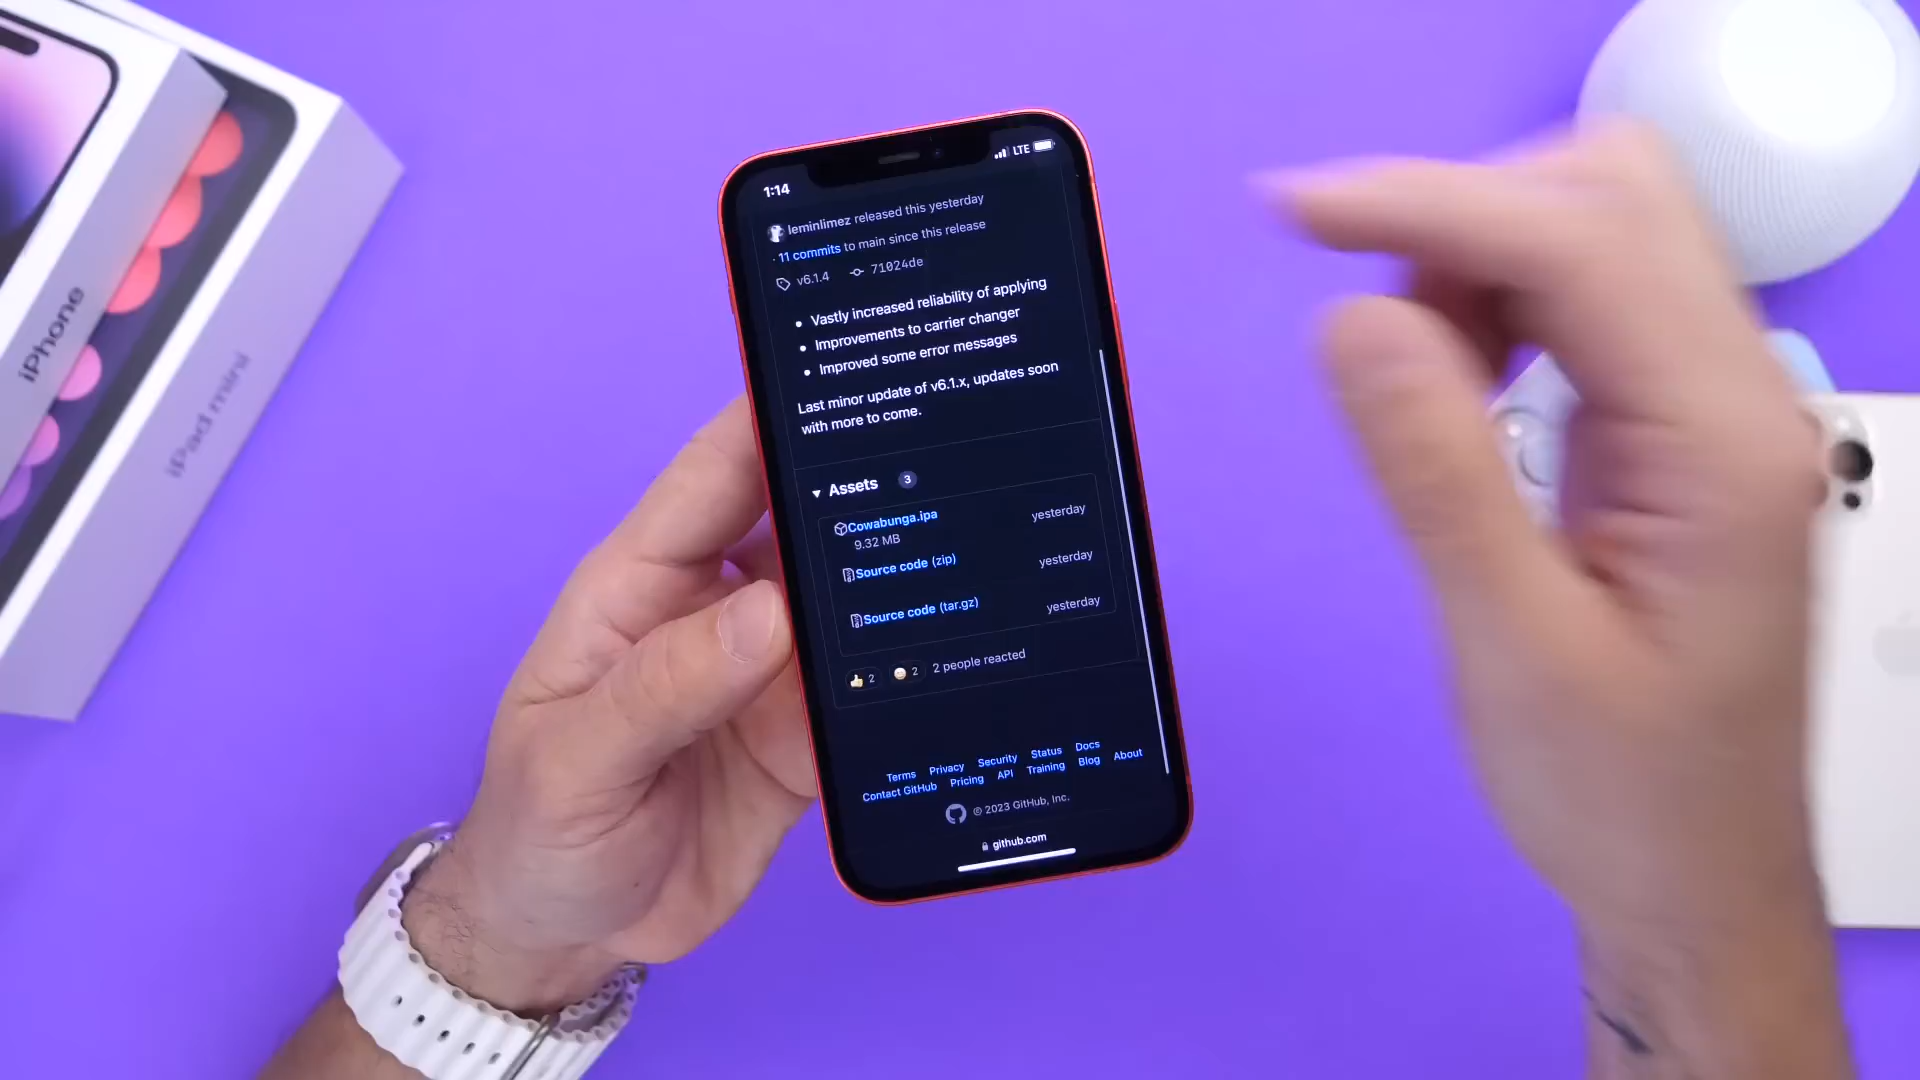 iPhone
iPad mini
1:14
LTE
leminlimez released this yesterday
· 11 commits to main since this release
v6.1.4 71024de
• Vastly increased reliability of applying
• Improvements to carrier changer
• Improved some error messages
Last minor update of v6.1.x, updates soon
with more to come.
▼ Assets 3
Cowabunga.ipa yesterday
9.32 MB
Source code (zip) yesterday
Source code (tar.gz) yesterday
👍 2 😄 2 2 people reacted
Terms Privacy Security Status Docs
Contact GitHub Pricing API Training Blog About
© 2023 GitHub, Inc.
github.com